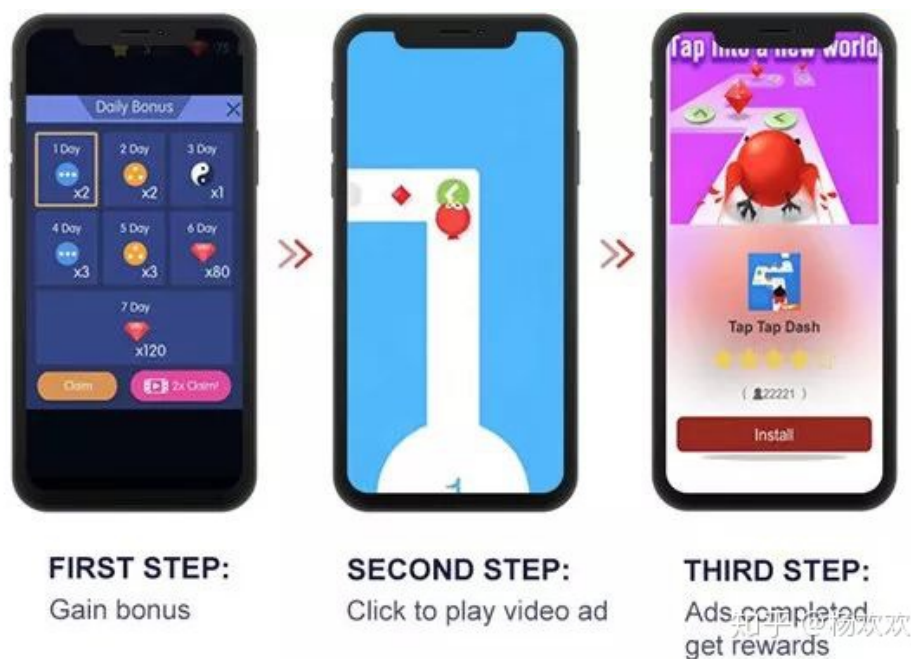 3
75
Daily Bonus
1 Day
2 Day
3 Day
x2
x2
x1
4 Day
5 Day
6 Day
x3
x3
x80
7 Day
x120
Claim
2x Claim!
1
Tap into a new world
Tap Tap Dash
( 22221 )
Install
FIRST STEP:
Gain bonus
SECOND STEP:
Click to play video ad
THIRD STEP:
Ads completed
get rewards
知乎 @杨欢欢